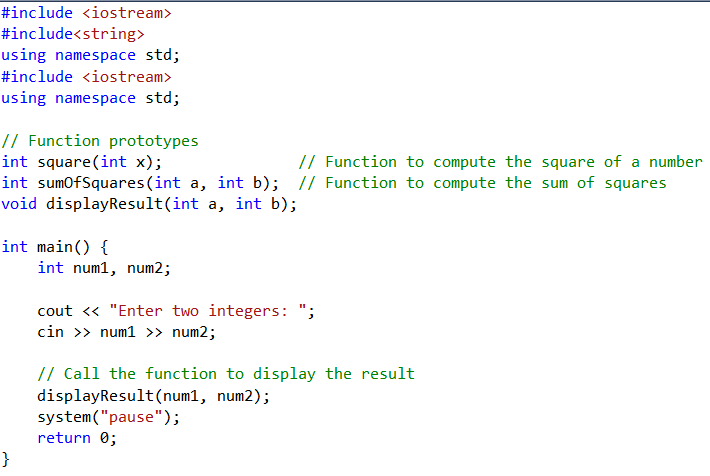 #include <iostream>
#include<string>
using namespace std;
#include <iostream>
using namespace std;

// Function prototypes
int square(int x);               // Function to compute the square of a number
int sumOfSquares(int a, int b);  // Function to compute the sum of squares
void displayResult(int a, int b);

int main() {
    int num1, num2;

    cout << "Enter two integers: ";
    cin >> num1 >> num2;

    // Call the function to display the result
    displayResult(num1, num2);
    system("pause");
    return 0;
}